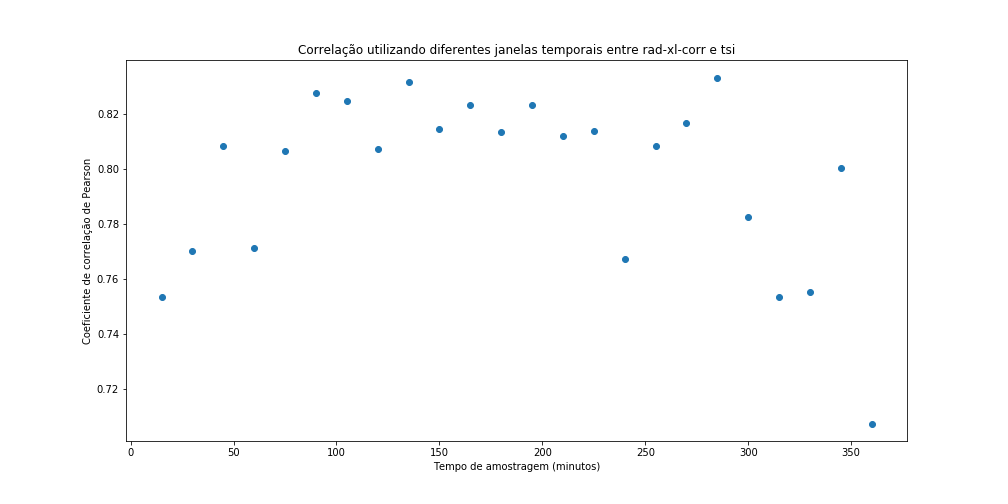 Correlação utilizando diferentes janelas temporais entre rad-xl-corr e tsi
Coeficiente de correlação de Pearson
0.82
0.80
0.78
0.76
0.74
0.72
0 50 100 150 200 250 300 350
Tempo de amostragem (minutos)